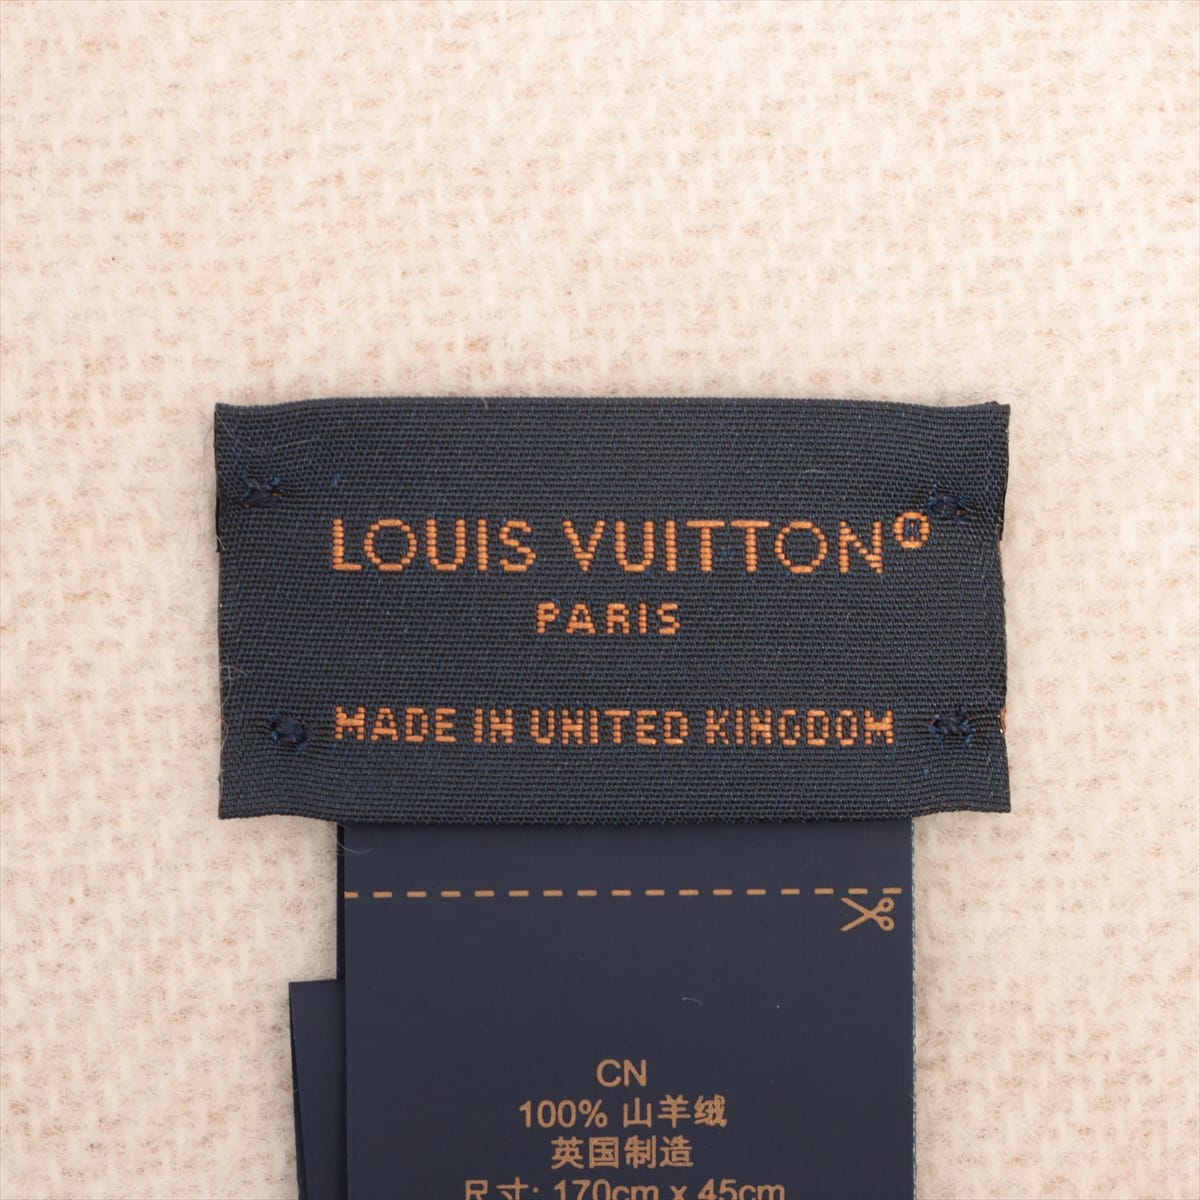 LOUIS VUITTON®
PARIS
MADE IN UNITED KINGDOM
CN
100% 山羊绒
英国制造
尺寸: 170cm x 45cm